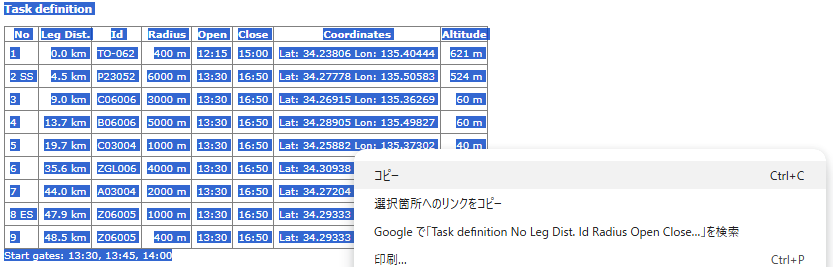 Task definition
No Leg Dist. Id Radius Open Close Coordinates Altitude
1 0.0 km TO-062 400 m 12:15 15:00 Lat: 34.23806 Lon: 135.40444 621 m
2 SS 4.5 km P23052 6000 m 13:30 16:50 Lat: 34.27778 Lon: 135.50583 524 m
3 9.0 km C06006 3000 m 13:30 16:50 Lat: 34.26915 Lon: 135.36269 60 m
4 13.7 km B06006 5000 m 13:30 16:50 Lat: 34.28905 Lon: 135.49827 60 m
5 19.7 km C03004 1000 m 13:30 16:50 Lat: 34.25882 Lon: 135.37302 40 m
6 35.6 km ZGL006 4000 m 13:30 16:50 Lat: 34.30938
7 44.0 km A03004 2000 m 13:30 16:50 Lat: 34.27204
8 ES 47.9 km Z06005 1000 m 13:30 16:50 Lat: 34.29333
9 48.5 km Z06005 400 m 13:30 16:50 Lat: 34.29333
Start gates: 13:30, 13:45, 14:00
コピー Ctrl+C
選択箇所へのリンクをコピー
Google で「Task definition No Leg Dist. Id Radius Open Close...」を検索
印刷... Ctrl+P